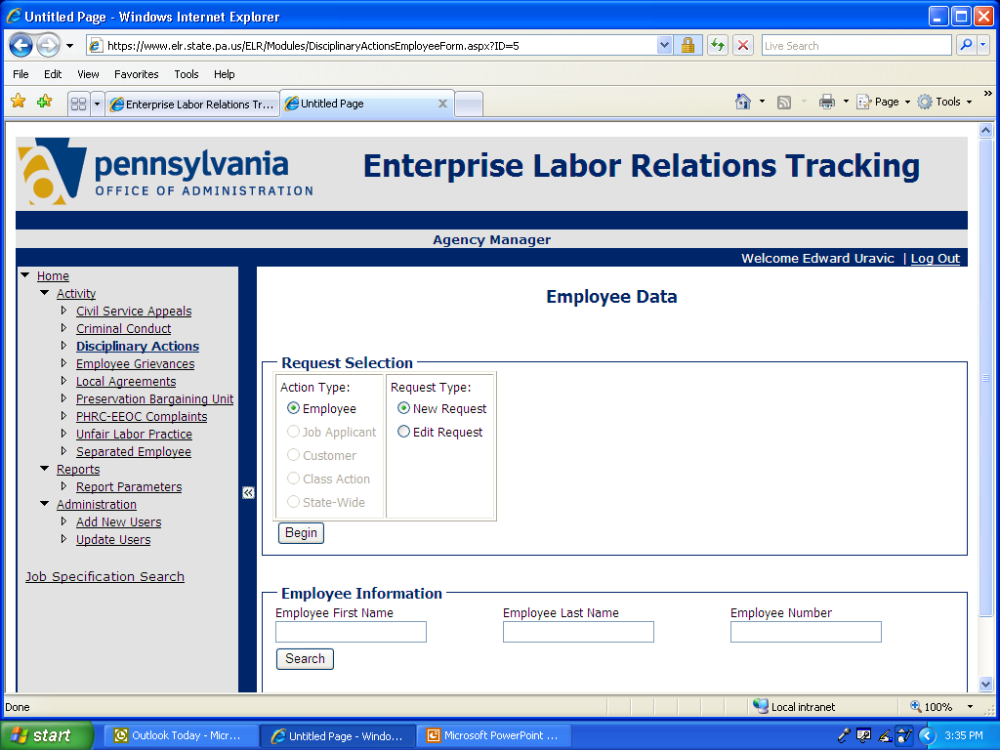 Untitled Page - Windows Internet Explorer
https://www.elr.state.pa.us/ELR/Modules/DisciplinaryActionsEmployeeForm.aspx?ID=5
Live Search
File Edit View Favorites Tools Help
Enterprise Labor Relations Tr...
Untitled Page
Page
Tools
pennsylvania
OFFICE OF ADMINISTRATION
Enterprise Labor Relations Tracking
Agency Manager
Welcome Edward Uravic | Log Out
Home
Activity
Civil Service Appeals
Criminal Conduct
Disciplinary Actions
Employee Grievances
Local Agreements
Preservation Bargaining Unit
PHRC-EEOC Complaints
Unfair Labor Practice
Separated Employee
Reports
Report Parameters
Administration
Add New Users
Update Users
Job Specification Search
Employee Data
Request Selection
Action Type:
Employee
Job Applicant
Customer
Class Action
State-Wide
Request Type:
New Request
Edit Request
Begin
Employee Information
Employee First Name
Employee Last Name
Employee Number
Search
Done
Local intranet
100%
start
Outlook Today - Micr...
Untitled Page - Windo...
Microsoft PowerPoint ...
3:35 PM